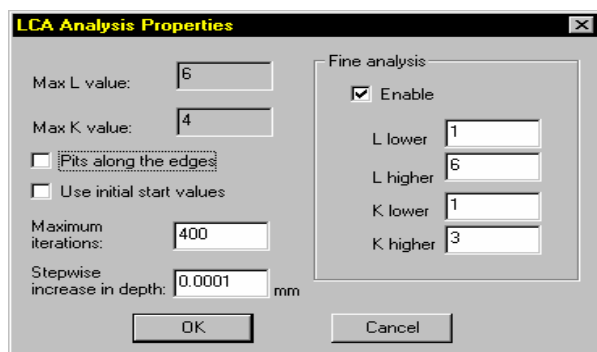 LCA Analysis Properties
Max L value: 6
Max K value: 4
Pits along the edges
Use initial start values
Maximum
iterations: 400
Stepwise
increase in depth: 0.0001 mm
Fine analysis
Enable
L lower 1
L higher 6
K lower 1
K higher 3
OK
Cancel